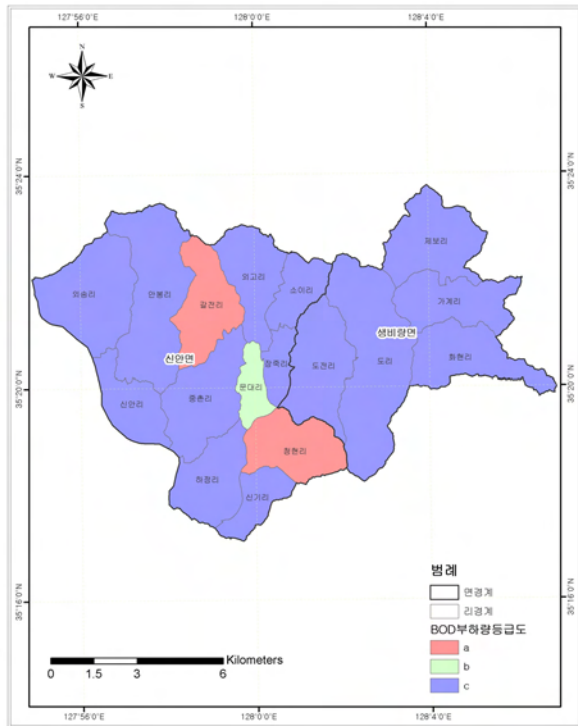 127°56'0"E 128°0'0"E 128°4'0"E
N
W E
S
35°24'0"N 35°24'0"N
제보리
외고리
외송리 안봉리 갈전리 소이리 가계리
생비량면
산안면 청죽리 도전리 도리 화현리
35°20'0"N 35°20'0"N
신안리 중촌리 문대리
장현리
하정리
신기리
범례
면경계
리경계
35°16'0"N 35°16'0"N
BOD부하량등급도
a
b
c
Kilometers
0 1.5 3 6
127°56'0"E 128°0'0"E 128°4'0"E